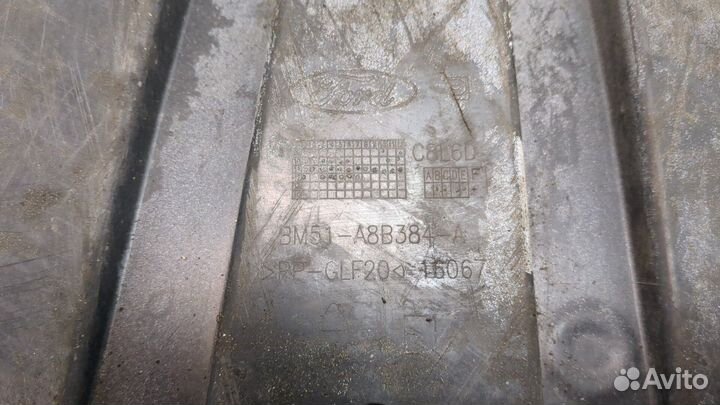 Ford
C8L6D
A B C D E F
BM51-A8B384-A
>PP-GLF20< 16067
Avito